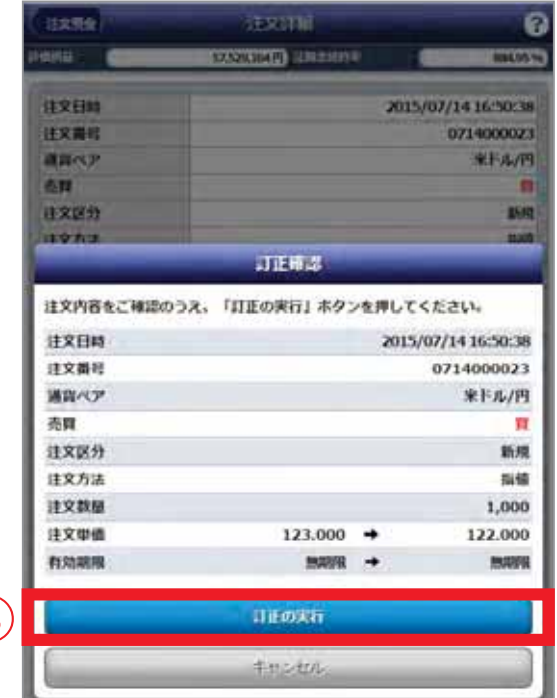 注文照会 注文詳細 ?
評価損益 57,529,304円
注文日時 2015/07/14 16:50:38
注文番号 0714000023
通貨ペア 米ドル/円
売買 買
注文区分 新規
注文方法 指値
訂正確認
注文内容をご確認のうえ、「訂正の実行」ボタンを押してください。
注文日時 2015/07/14 16:50:38
注文番号 0714000023
通貨ペア 米ドル/円
売買 買
注文区分 新規
注文方法 指値
注文数量 1,000
注文単価 123.000 ➡ 122.000
有効期限 無期限 ➡ 無期限
訂正の実行
キャンセル